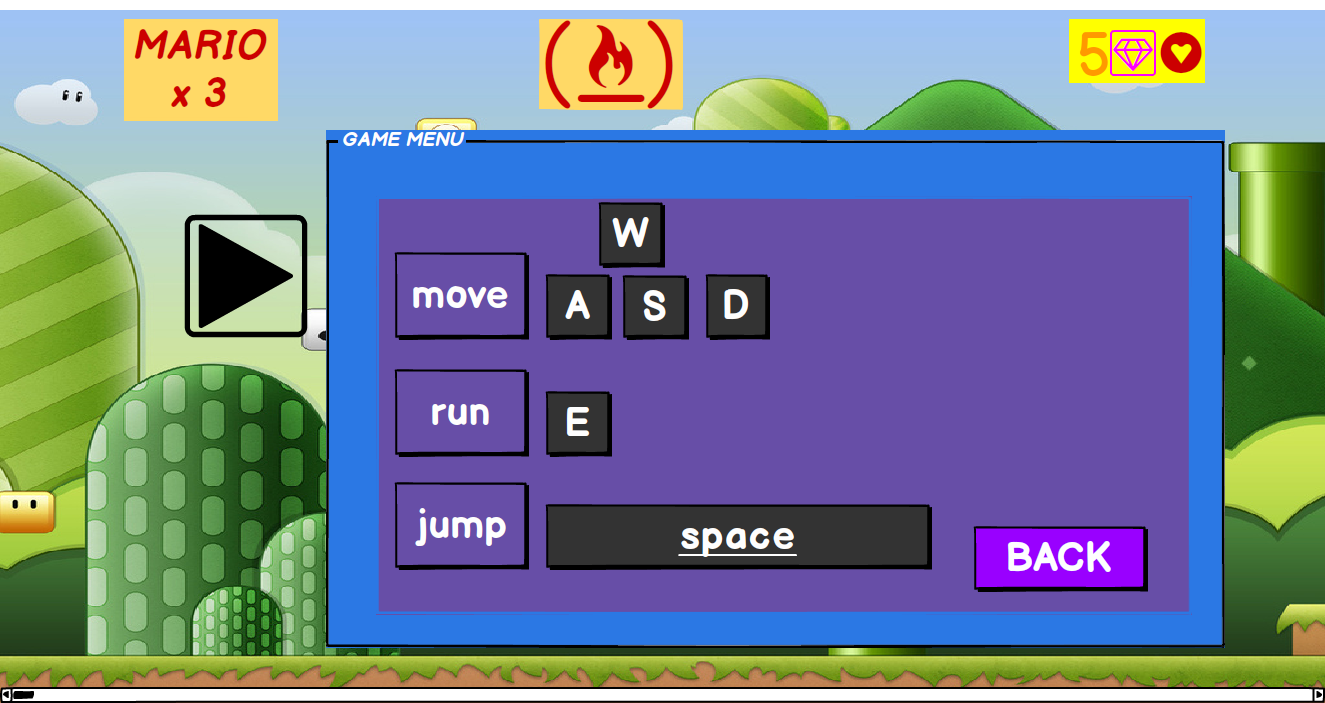 MARIO
x 3
5
GAME MENU
W
move
A S D
run
E
jump
space
BACK